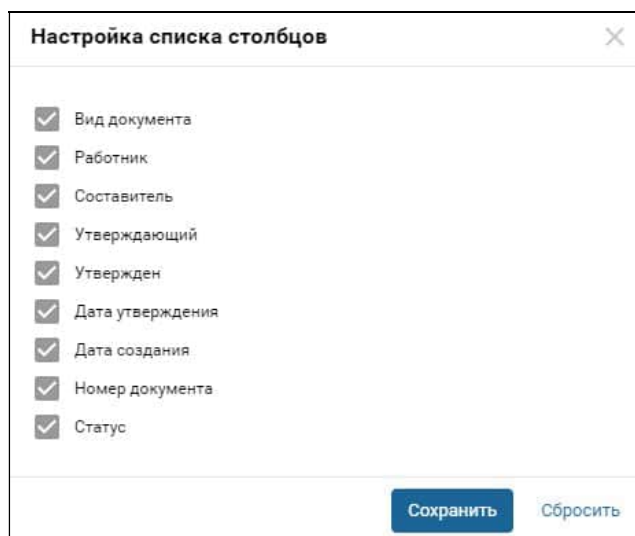 Настройка списка столбцов
Вид документа
Работник
Составитель
Утверждающий
Утвержден
Дата утверждения
Дата создания
Номер документа
Статус
Сохранить Сбросить